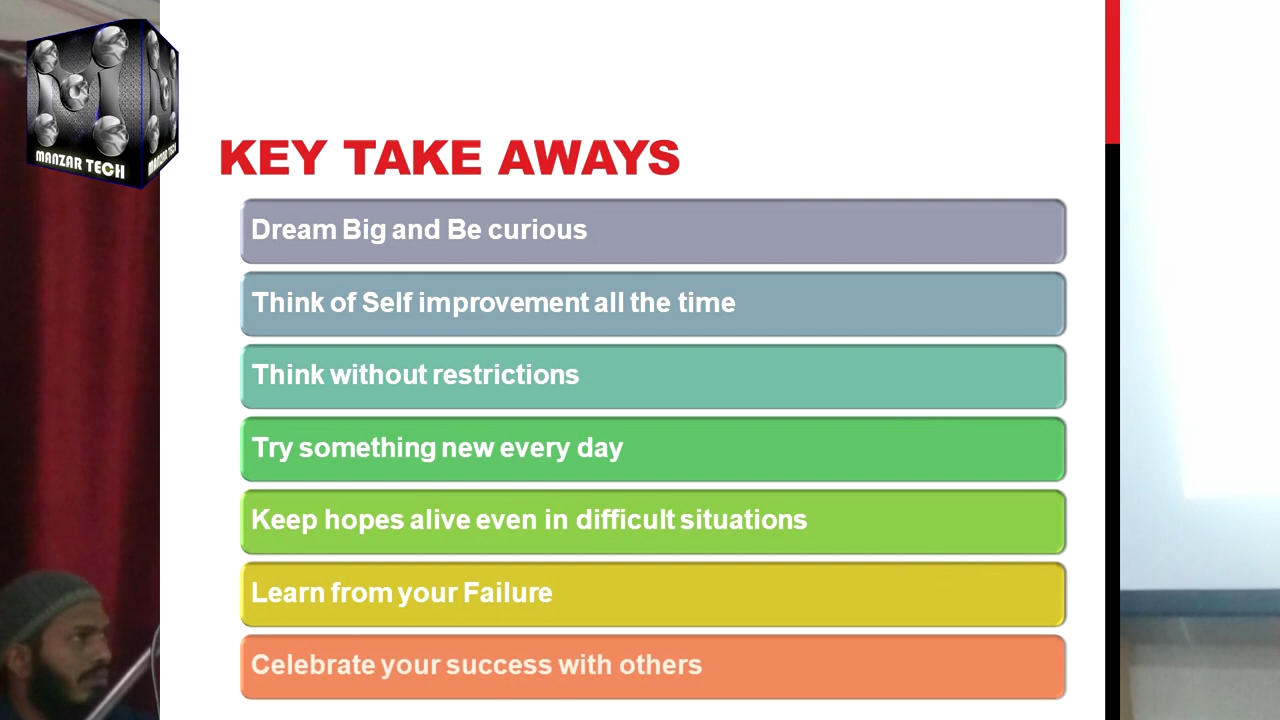 MANZAR TECH
MANZAR TECH
KEY TAKE AWAYS
Dream Big and Be curious
Think of Self improvement all the time
Think without restrictions
Try something new every day
Keep hopes alive even in difficult situations
Learn from your Failure
Celebrate your success with others